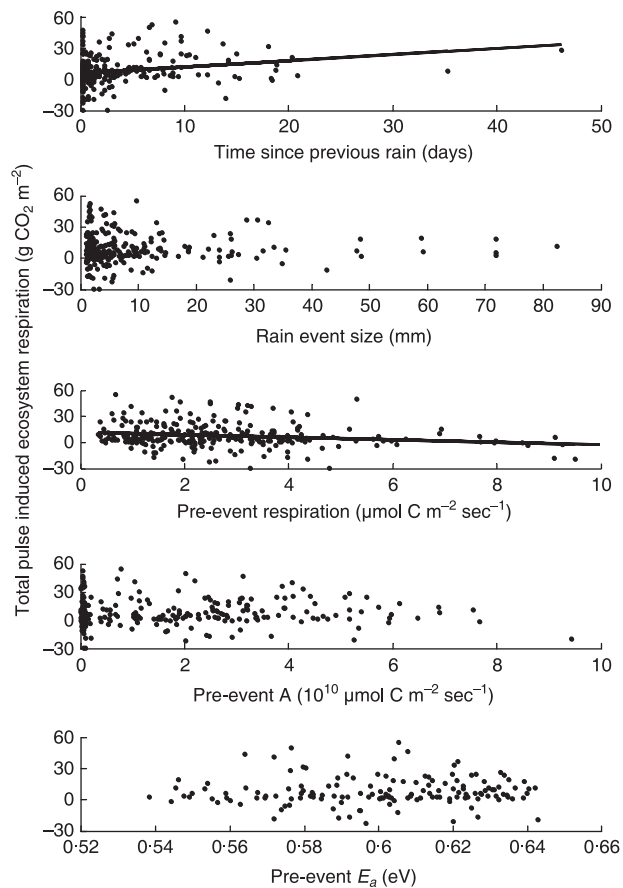 Total pulse induced ecosystem respiration (g CO₂ m⁻²)
60
30
0
–30
0 10 20 30 40 50
Time since previous rain (days)
60
30
0
–30
0 10 20 30 40 50 60 70 80 90
Rain event size (mm)
60
30
0
–30
0 2 4 6 8 10
Pre-event respiration (μmol C m⁻² sec⁻¹)
60
30
0
–30
0 2 4 6 8 10
Pre-event A (10¹⁰ μmol C m⁻² sec⁻¹)
60
30
0
–30
0·52 0·54 0·56 0·58 0·6 0·62 0·64 0·66
Pre-event Eₐ (eV)